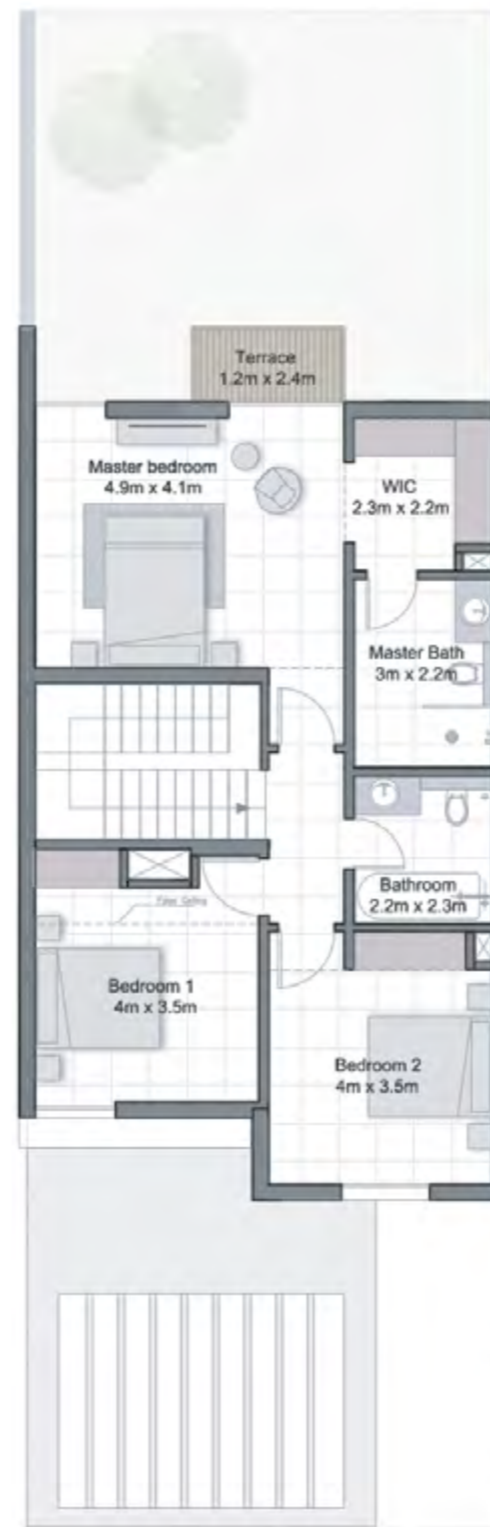 Terrace
1.2m x 2.4m
Master bedroom
4.9m x 4.1m
WIC
2.3m x 2.2m
Master Bath
3m x 2.2m
Bathroom
2.2m x 2.3m
Bedroom 1
4m x 3.5m
Bedroom 2
4m x 3.5m